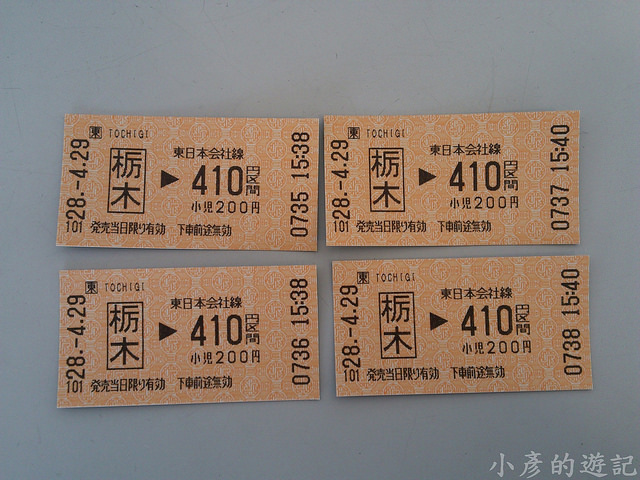 東 TOCHIGI
栃木 ▶ 東日本会社線
410円区間
小児200円
発売当日限り有効 下車前途無効
101 28.-4.29
0735 15:38
東 TOCHIGI
栃木 ▶ 東日本会社線
410円区間
小児200円
発売当日限り有効 下車前途無効
101 28.-4.29
0737 15:40
東 TOCHIGI
栃木 ▶ 東日本会社線
410円区間
小児200円
発売当日限り有効 下車前途無効
101 28.-4.29
0736 15:38
東 TOCHIGI
栃木 ▶ 東日本会社線
410円区間
小児200円
発売当日限り有効 下車前途無効
101 28.-4.29
0738 15:40
小彥的遊記